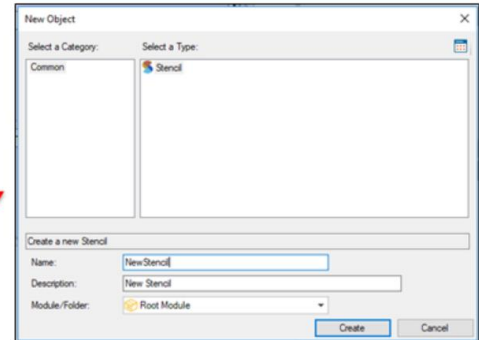 New Object
Select a Category:
Select a Type:
Common
Stencil
Create a new Stencil
Name:
NewStencil
Description:
New Stencil
Module/Folder:
Root Module
Create
Cancel